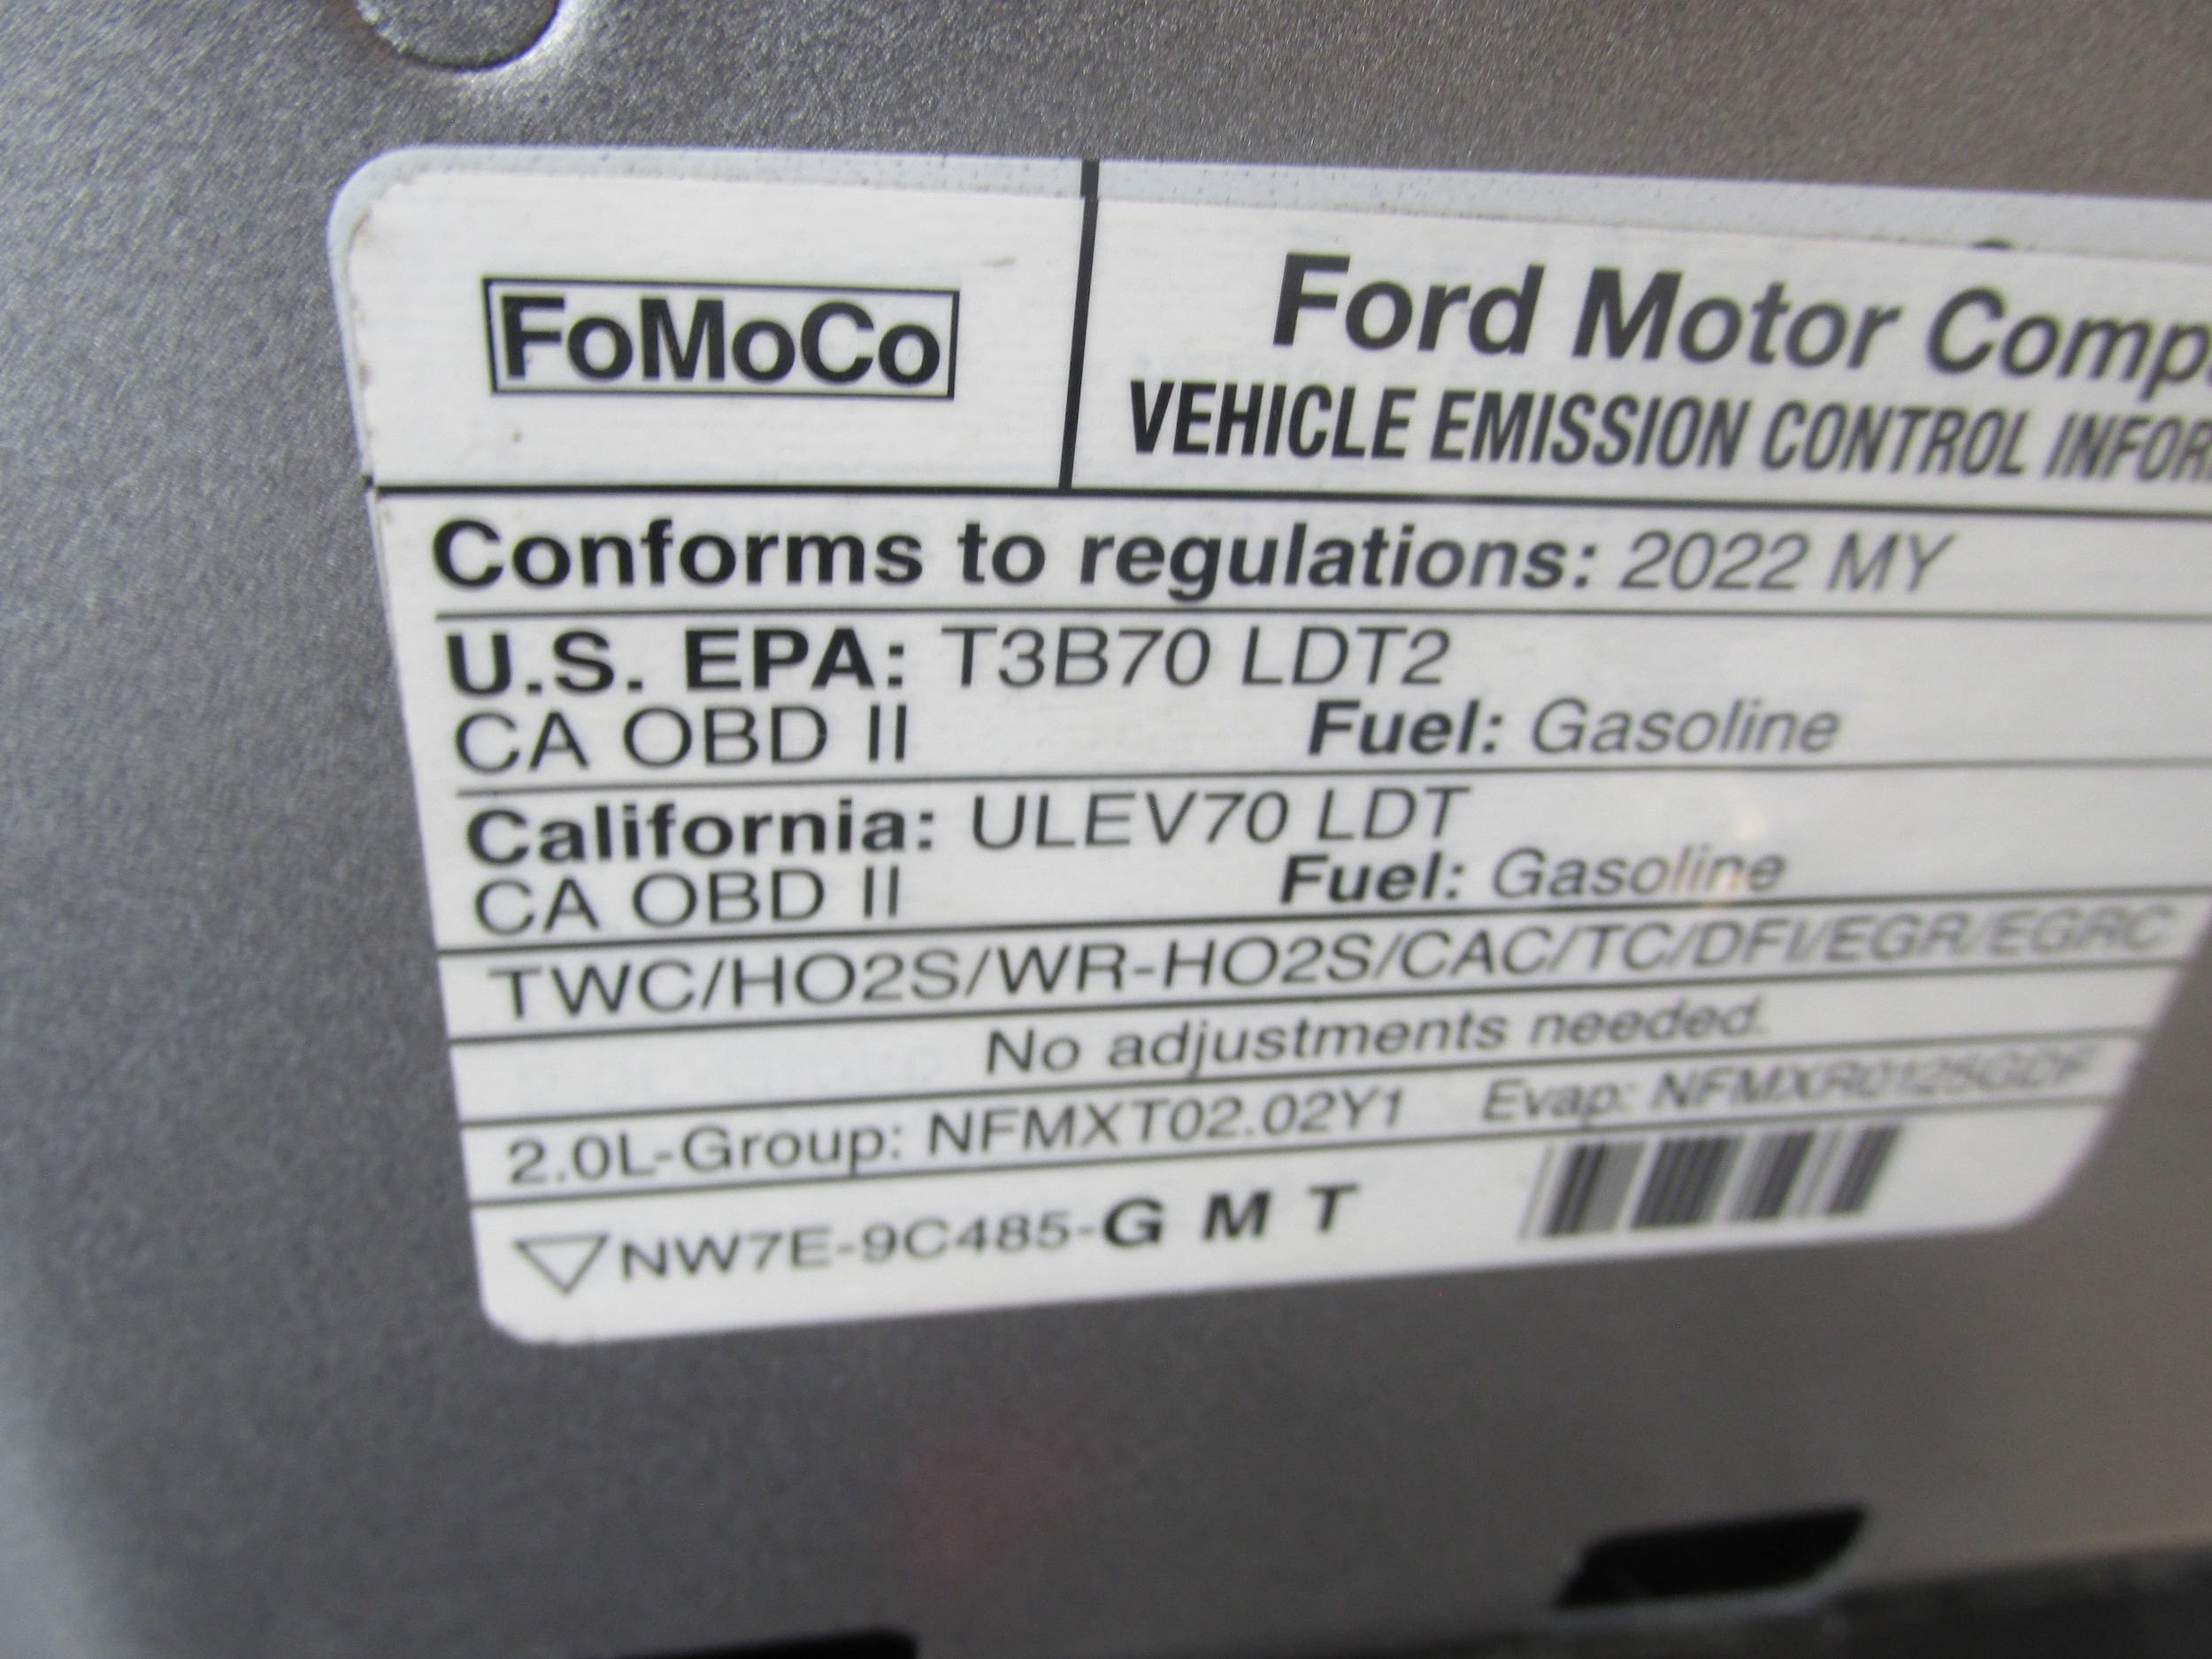 FoMoCo
Ford Motor Comp
VEHICLE EMISSION CONTROL INFOR
Conforms to regulations: 2022 MY
U.S. EPA: T3B70 LDT2
CA OBD II Fuel: Gasoline
California: ULEV70 LDT
CA OBD II Fuel: Gasoline
TWC/HO2S/WR-HO2S/CAC/TC/DFI/EGR/EGRC
No adjustments needed.
2.0L-Group: NFMXT02.02Y1 Evap: NFMXR0125GDF
NW7E-9C485-G M T